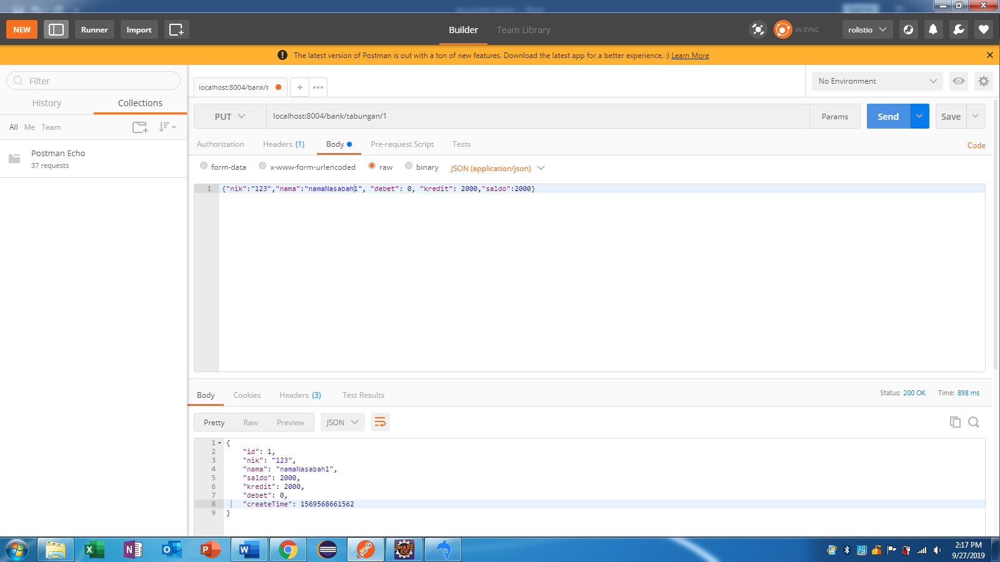 NEW Runner Import Builder Team Library IN SYNC rolistio
The latest version of Postman is out with a ton of new features. Download the latest app for a better experience. :) Learn More
Filter
History Collections
All Me Team
Postman Echo
37 requests
localhost:8004/bank/t
No Environment
PUT localhost:8004/bank/tabungan/1 Params Send Save
Authorization Headers (1) Body Pre-request Script Tests Code
form-data x-www-form-urlencoded raw binary JSON (application/json)
1 {"nik":"123","nama":"namaNasabah1", "debet": 0, "kredit": 2000,"saldo":2000}
Body Cookies Headers (3) Test Results Status: 200 OK Time: 898 ms
Pretty Raw Preview JSON
1 {
2 "id": 1,
3 "nik": "123",
4 "nama": "namaNasabah1",
5 "saldo": 2000,
6 "kredit": 2000,
7 "debet": 0,
8 "createTime": 1569568661562
9 }
Java EE
IDE
2:17 PM
9/27/2019